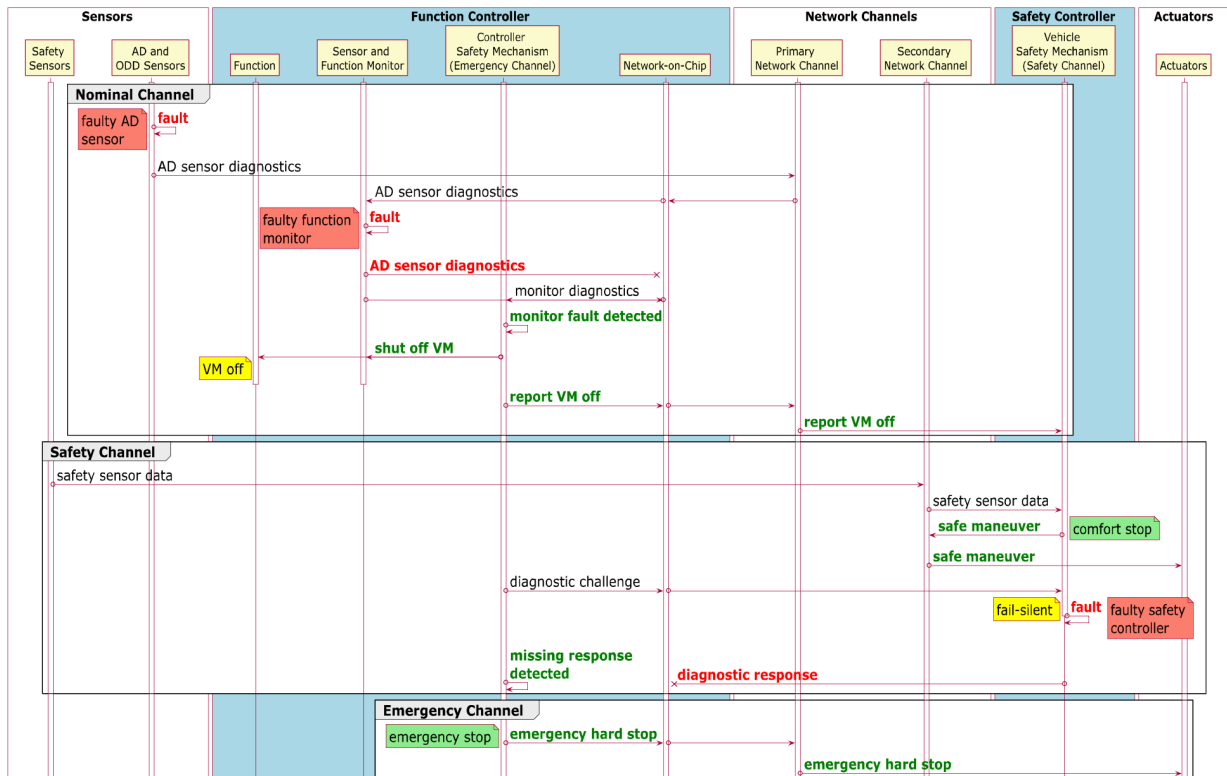 Sensors
Function Controller
Network Channels
Safety Controller
Actuators
Safety
Sensors
AD and
ODD Sensors
Function
Sensor and
Function Monitor
Controller
Safety Mechanism
(Emergency Channel)
Network-on-Chip
Primary
Network Channel
Secondary
Network Channel
Vehicle
Safety Mechanism
(Safety Channel)
Actuators
Nominal Channel
faulty AD
sensor
fault
AD sensor diagnostics
AD sensor diagnostics
faulty function
monitor
fault
AD sensor diagnostics
monitor diagnostics
monitor fault detected
shut off VM
VM off
report VM off
report VM off
Safety Channel
safety sensor data
safety sensor data
safe maneuver
comfort stop
safe maneuver
diagnostic challenge
fail-silent
fault
faulty safety
controller
missing response
detected
diagnostic response
Emergency Channel
emergency stop
emergency hard stop
emergency hard stop